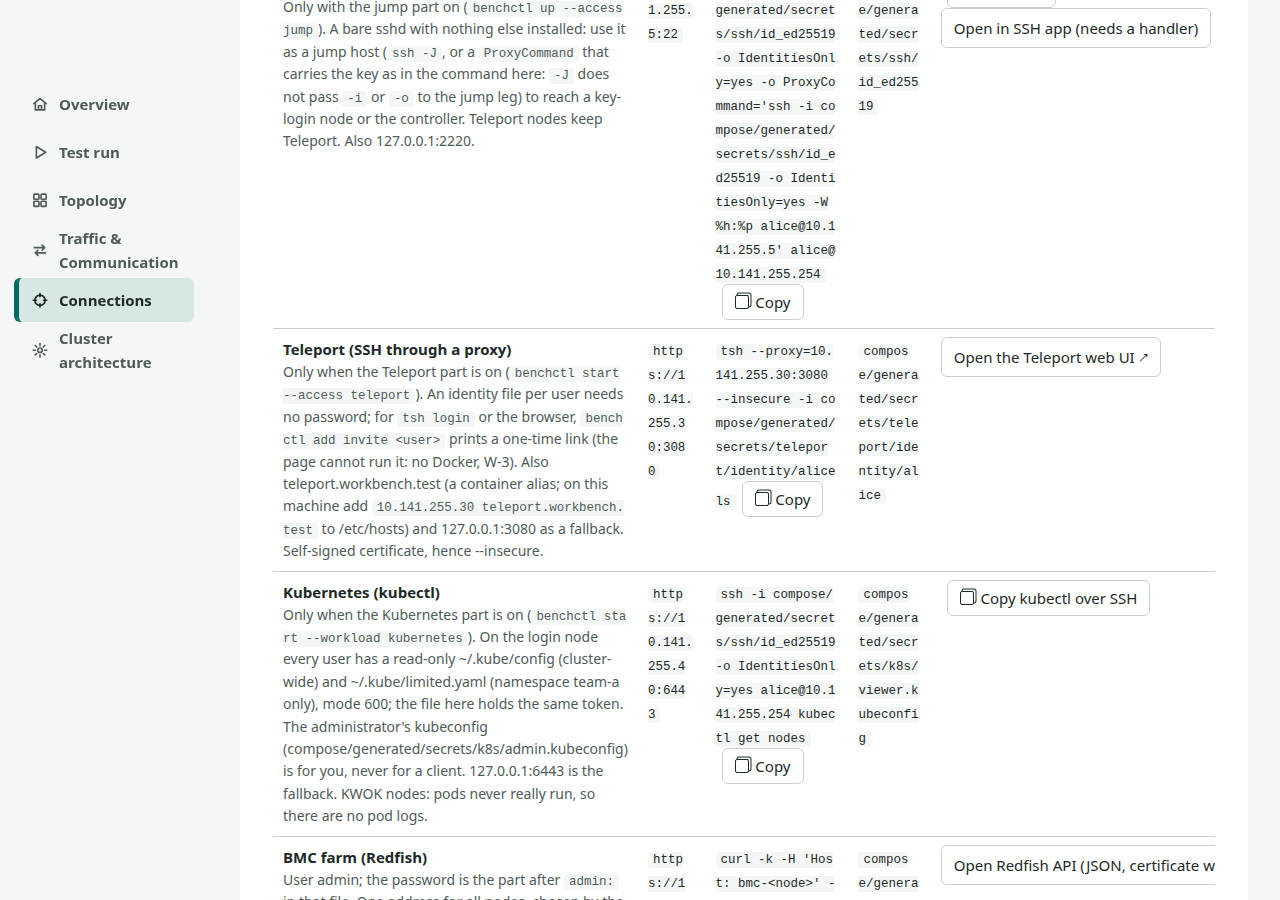 Overview
Test run
Topology
Traffic &
Communication
Connections
Cluster
architecture
Only with the jump part on ( benchctl up --access
jump ). A bare sshd with nothing else installed: use it
as a jump host ( ssh -J , or a ProxyCommand that
carries the key as in the command here: -J does
not pass -i or -o to the jump leg) to reach a key-
login node or the controller. Teleport nodes keep
Teleport. Also 127.0.0.1:2220.
1.255.
5:22
generated/secret
s/ssh/id_ed25519
-o IdentitiesOnl
y=yes -o ProxyCo
mmand='ssh -i co
mpose/generated/
secrets/ssh/id_e
d25519 -o Identi
tiesOnly=yes -W
%h:%p alice@10.1
41.255.5' alice@
10.141.255.254
Copy
e/genera
ted/secr
ets/ssh/
id_ed255
19
Open in SSH app (needs a handler)
Teleport (SSH through a proxy)
Only when the Teleport part is on ( benchctl start
--access teleport ). An identity file per user needs
no password; for tsh login or the browser, bench
ctl add invite <user> prints a one-time link (the
page cannot run it: no Docker, W-3). Also
teleport.workbench.test (a container alias; on this
machine add 10.141.255.30 teleport.workbench.
test to /etc/hosts) and 127.0.0.1:3080 as a fallback.
Self-signed certificate, hence --insecure.
http
s://1
0.141.
255.3
0:308
0
tsh --proxy=10.
141.255.30:3080
--insecure -i co
mpose/generated/
secrets/telepor
t/identity/alice
ls Copy
compos
e/genera
ted/secr
ets/tele
port/ide
ntity/al
ice
Open the Teleport web UI ↗
Kubernetes (kubectl)
Only when the Kubernetes part is on ( benchctl sta
rt --workload kubernetes ). On the login node
every user has a read-only ~/.kube/config (cluster-
wide) and ~/.kube/limited.yaml (namespace team-a
only), mode 600; the file here holds the same token.
The administrator's kubeconfig
(compose/generated/secrets/k8s/admin.kubeconfig)
is for you, never for a client. 127.0.0.1:6443 is the
fallback. KWOK nodes: pods never really run, so
there are no pod logs.
http
s://1
0.141.
255.4
0:644
3
ssh -i compose/
generated/secret
s/ssh/id_ed25519
-o IdentitiesOnl
y=yes alice@10.1
41.255.254 kubec
tl get nodes
Copy
compos
e/genera
ted/secr
ets/k8s/
viewer.k
ubeconfi
g
Copy kubectl over SSH
BMC farm (Redfish)
User admin; the password is the part after admin:
in that file. One address for all nodes, chosen by the
http
s://1
curl -k -H 'Hos
t: bmc-<node>' -
compos
e/genera
Open Redfish API (JSON, certificate w